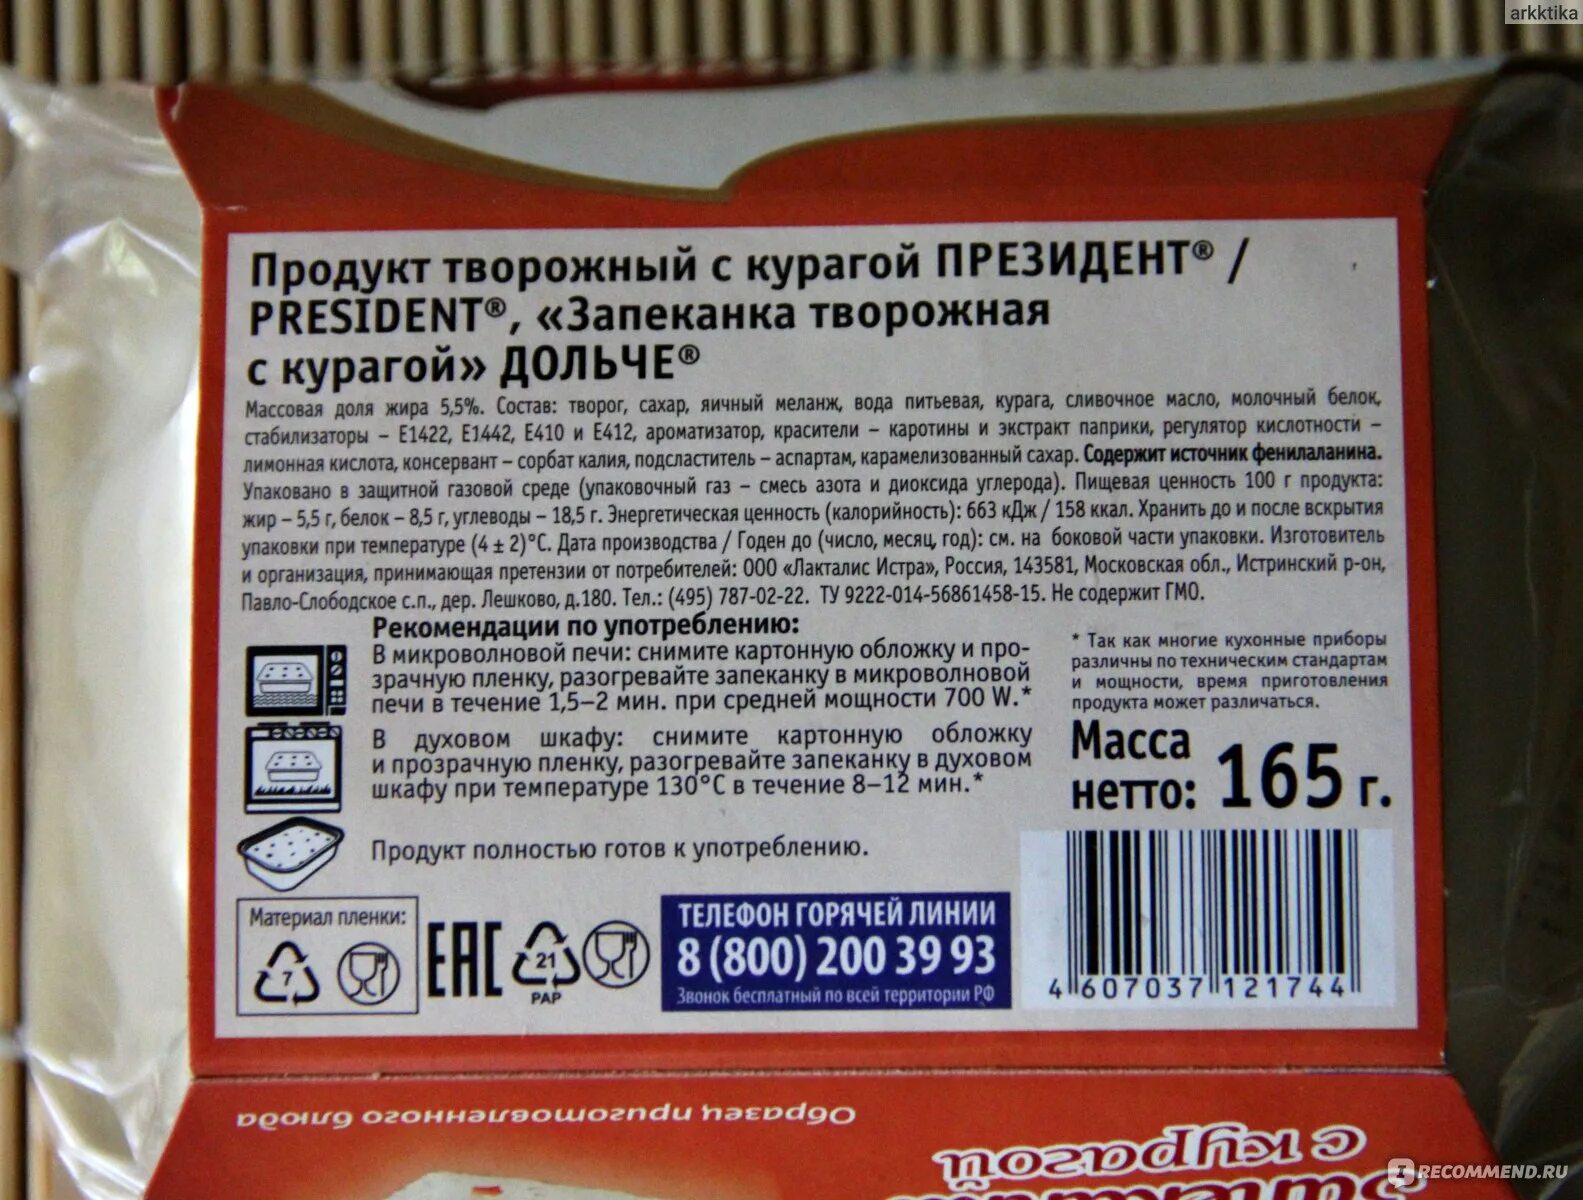 arkktika
Продукт творожный с курагой ПРЕЗИДЕНТ® /
PRESIDENT®, «Запеканка творожная
с курагой» ДОЛЬЧЕ®
Массовая доля жира 5,5%. Состав: творог, сахар, яичный меланж, вода питьевая, курага, сливочное масло, молочный белок,
стабилизаторы – Е1422, Е1442, Е410 и Е412, ароматизатор, красители – каротины и экстракт паприки, регулятор кислотности –
лимонная кислота, консервант – сорбат калия, подсластитель – аспартам, карамелизованный сахар. Содержит источник фенилаланина.
Упаковано в защитной газовой среде (упаковочный газ – смесь азота и диоксида углерода). Пищевая ценность 100 г продукта:
жир – 5,5 г, белок – 8,5 г, углеводы – 18,5 г. Энергетическая ценность (калорийность): 663 кДж / 158 ккал. Хранить до и после вскрытия
упаковки при температуре (4 ± 2)°С. Дата производства / Годен до (число, месяц, год): см. на боковой части упаковки. Изготовитель
и организация, принимающая претензии от потребителей: ООО «Лакталис Истра», Россия, 143581, Московская обл., Истринский р-он,
Павло-Слободское с.п., дер. Лешково, д.180. Тел.: (495) 787-02-22. ТУ 9222-014-56861458-15. Не содержит ГМО.
Рекомендации по употреблению:
В микроволновой печи: снимите картонную обложку и про-
зрачную пленку, разогревайте запеканку в микроволновой
печи в течение 1,5–2 мин. при средней мощности 700 W.*
В духовом шкафу: снимите картонную обложку
и прозрачную пленку, разогревайте запеканку в духовом
шкафу при температуре 130°С в течение 8–12 мин.*
Продукт полностью готов к употреблению.
* Так как многие кухонные приборы
различны по техническим стандартам
и мощности, время приготовления
продукта может различаться.
Масса
нетто: 165 г.
Материал пленки:
7
EAC
21
PAP
ТЕЛЕФОН ГОРЯЧЕЙ ЛИНИИ
8 (800) 200 39 93
Звонок бесплатный по всей территории РФ
4 607037 121744
Образец приготовленного блюда
с курагой
Запеканка
RECOMMEND.RU